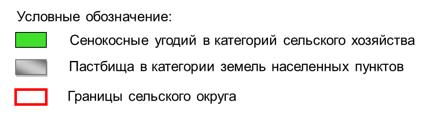 Условные обозначение:
Сенокосные угодий в категорий сельского хозяйства
Пастбища в категории земель населенных пунктов
Границы сельского округа